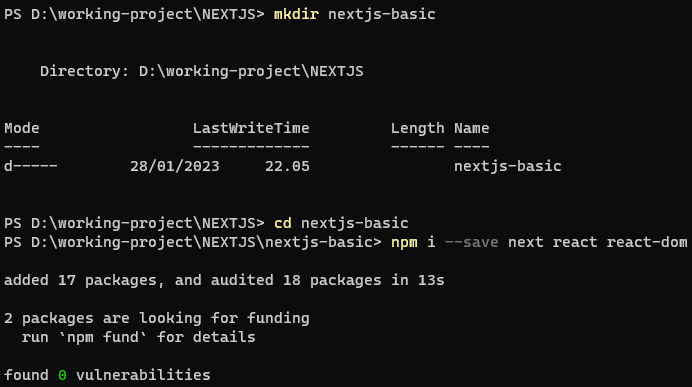 PS D:\working-project\NEXTJS> mkdir nextjs-basic
Directory: D:\working-project\NEXTJS
Mode LastWriteTime Length Name
---- ------------- ------ ----
d----- 28/01/2023 22.05 nextjs-basic
PS D:\working-project\NEXTJS> cd nextjs-basic
PS D:\working-project\NEXTJS\nextjs-basic> npm i --save next react react-dom
added 17 packages, and audited 18 packages in 13s
2 packages are looking for funding
run `npm fund` for details
found 0 vulnerabilities